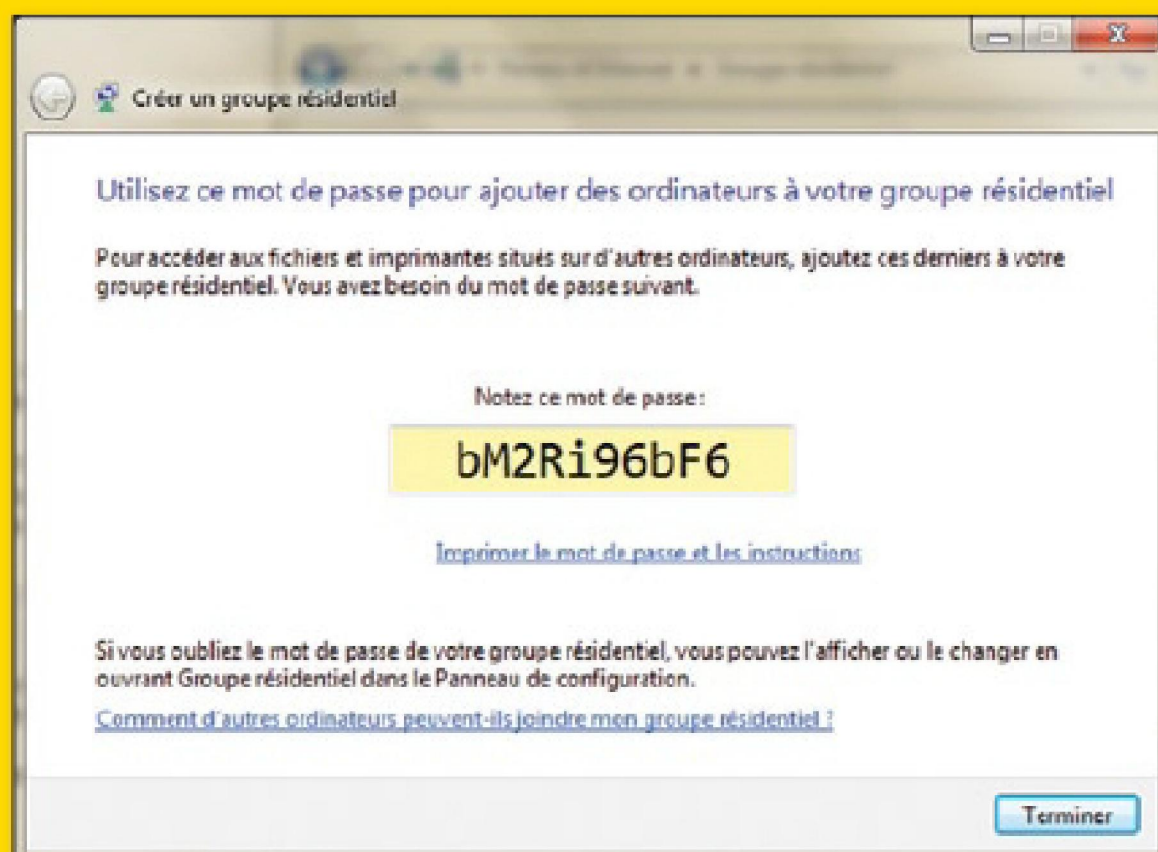 Créer un groupe résidentiel
Utilisez ce mot de passe pour ajouter des ordinateurs à votre groupe résidentiel
Pour accéder aux fichiers et imprimantes situés sur d'autres ordinateurs, ajoutez ces derniers à votre
groupe résidentiel. Vous avez besoin du mot de passe suivant.
Notez ce mot de passe :
bM2Ri96bF6
Imprimer le mot de passe et les instructions
Si vous oubliez le mot de passe de votre groupe résidentiel, vous pouvez l'afficher ou le changer en
ouvrant Groupe résidentiel dans le Panneau de configuration.
Comment d'autres ordinateurs peuvent-ils joindre mon groupe résidentiel ?
Terminer